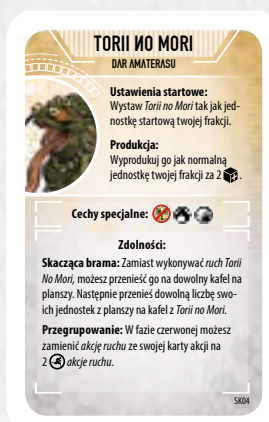 TORII NO MORI
DAR AMATERASU
Ustawienia startowe:
Wystaw Torii no Mori tak jak jed-
nostkę startową twojej frakcji.
Produkcja:
Wyprodukuj go jak normalną
jednostkę twojej frakcji za 2 .
Cechy specjalne:
Zdolności:
Skacząca brama: Zamiast wykonywać ruch Torii
No Mori, możesz przenieść go na dowolny kafel na
planszy. Następnie przenieś dowolną liczbę swo-
ich jednostek z planszy na kafel z Torii no Mori.
Przegrupowanie: W fazie czerwonej możesz
zamienić akcję ruchu ze swojej karty akcji na
2 akcje ruchu.
SK04